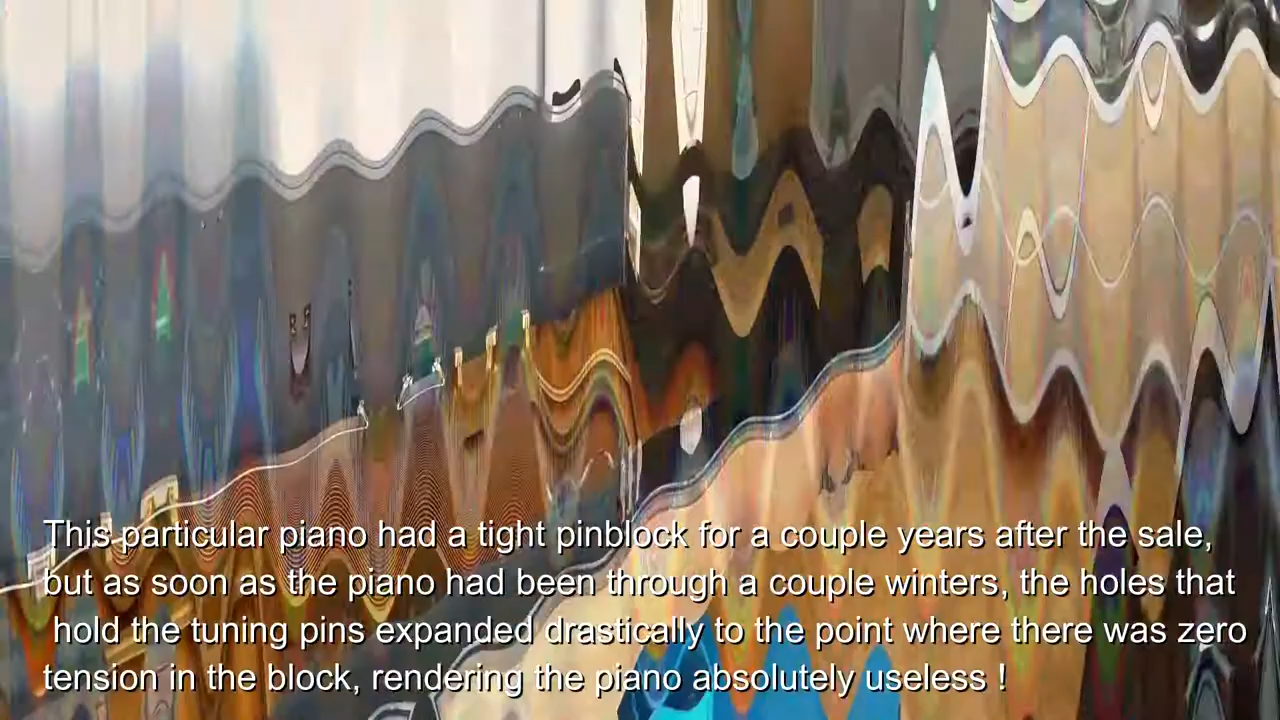 This particular piano had a tight pinblock for a couple years after the sale,
but as soon as the piano had been through a couple winters, the holes that
hold the tuning pins expanded drastically to the point where there was zero
tension in the block, rendering the piano absolutely useless !